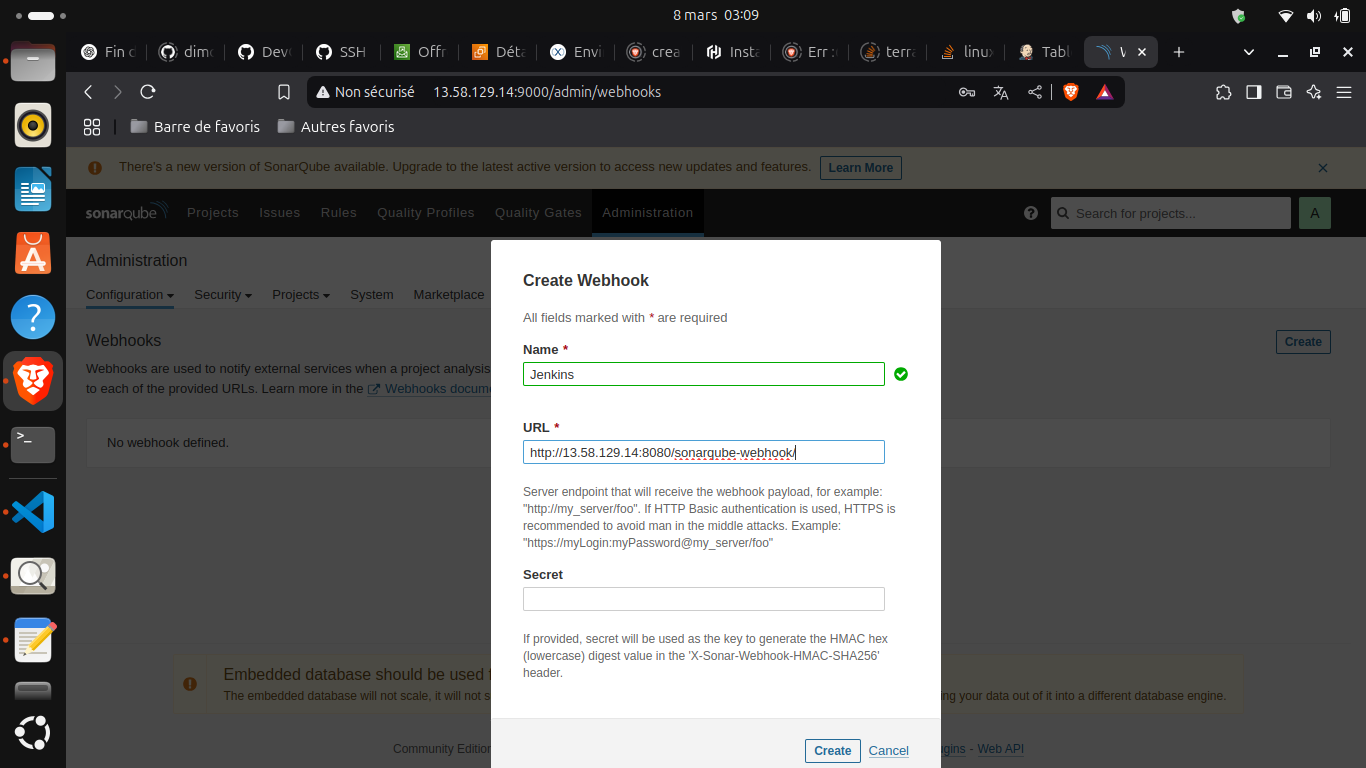 8 mars 03:09
Fin d
dimo
Dev
SSH
Offr
Déta
Envi
crea
Insta
Err :
terra
linux
Tabl
W
Non sécurisé 13.58.129.14:9000/admin/webhooks
Barre de favoris Autres favoris
There's a new version of SonarQube available. Upgrade to the latest active version to access new updates and features. Learn More
sonarqube Projects Issues Rules Quality Profiles Quality Gates Administration Search for projects... A
Administration
Configuration Security Projects System Marketplace
Webhooks
Create
Webhooks are used to notify external services when a project analysis
to each of the provided URLs. Learn more in the Webhooks docume
No webhook defined.
Create Webhook
All fields marked with * are required
Name *
Jenkins
URL *
http://13.58.129.14:8080/sonarqube-webhook/
Server endpoint that will receive the webhook payload, for example:
"http://my_server/foo". If HTTP Basic authentication is used, HTTPS is
recommended to avoid man in the middle attacks. Example:
"https://myLogin:myPassword@my_server/foo"
Secret
If provided, secret will be used as the key to generate the HMAC hex
(lowercase) digest value in the 'X-Sonar-Webhook-HMAC-SHA256'
header.
Create Cancel
Embedded database should be used f
The embedded database will not scale, it will not s
ing your data out of it into a different database engine.
Community Edition
ugins - Web API